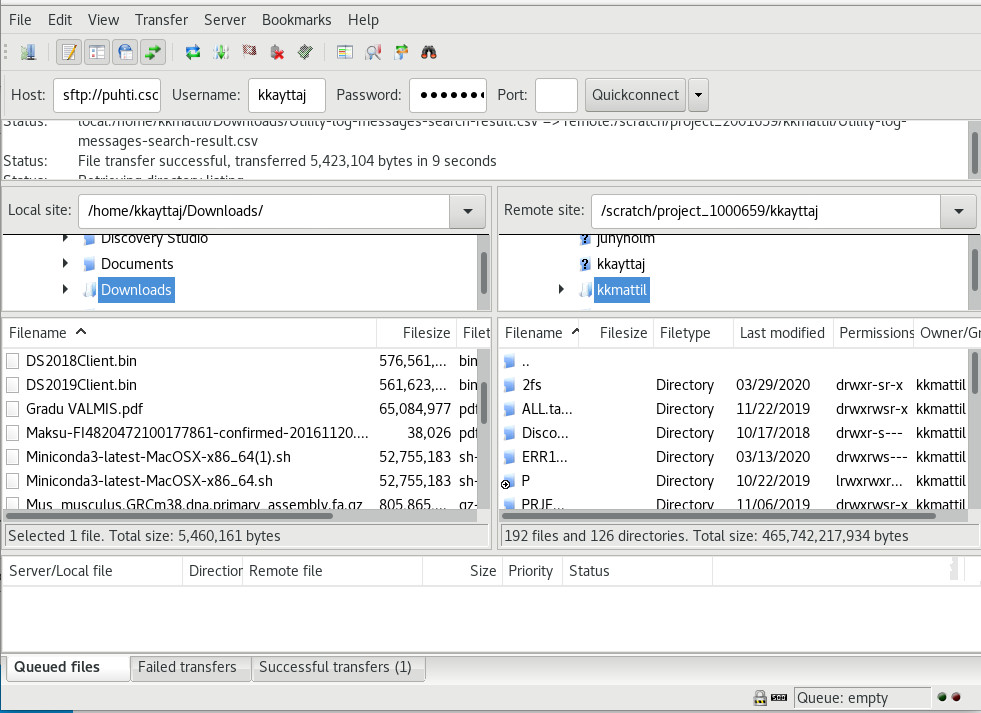 File Edit View Transfer Server Bookmarks Help
Host: sftp://puhti.csc Username: kkayttaj Password: ●●●●●●● Port: Quickconnect
Status: local:/home/kkmattil/Downloads/Utility-log-messages-search-result.csv => remote:/scratch/project_2001659/kkmattil/Utility-log-
messages-search-result.csv
Status: File transfer successful, transferred 5,423,104 bytes in 9 seconds
Status: Retrieving directory listing
Local site: /home/kkayttaj/Downloads/
Discovery Studio
Documents
Downloads
Remote site: /scratch/project_1000659/kkayttaj
junyholm
? kkayttaj
kkmattil
Filename Filesize Filet
DS2018Client.bin 576,561,... bin
DS2019Client.bin 561,623,... bin
Gradu VALMIS.pdf 65,084,977 pdf
Maksu-FI4820472100177861-confirmed-20161120.... 38,026 pdf
Miniconda3-latest-MacOSX-x86_64(1).sh 52,755,183 sh-
Miniconda3-latest-MacOSX-x86_64.sh 52,755,183 sh-
Mus_musculus.GRCm38.dna.primary_assembly.fa.gz 805,865,... gz-
Selected 1 file. Total size: 5,460,161 bytes
Filename Filesize Filetype Last modified Permissions Owner/Gr
..
2fs Directory 03/29/2020 drwxr-sr-x kkmattil
ALL.ta... Directory 11/22/2019 drwxrwsr-x kkmattil
Disco... Directory 10/17/2018 drwxr-s--- kkmattil
ERR1... Directory 03/13/2020 drwxrws--- kkmattil
P Directory 10/22/2019 lrwxrwxr... kkmattil
PRJE... Directory 11/06/2019 drwxrwsr-x kkmattil
192 files and 126 directories. Total size: 465,742,217,934 bytes
Server/Local file Direction Remote file Size Priority Status
Queued files Failed transfers Successful transfers (1)
Queue: empty